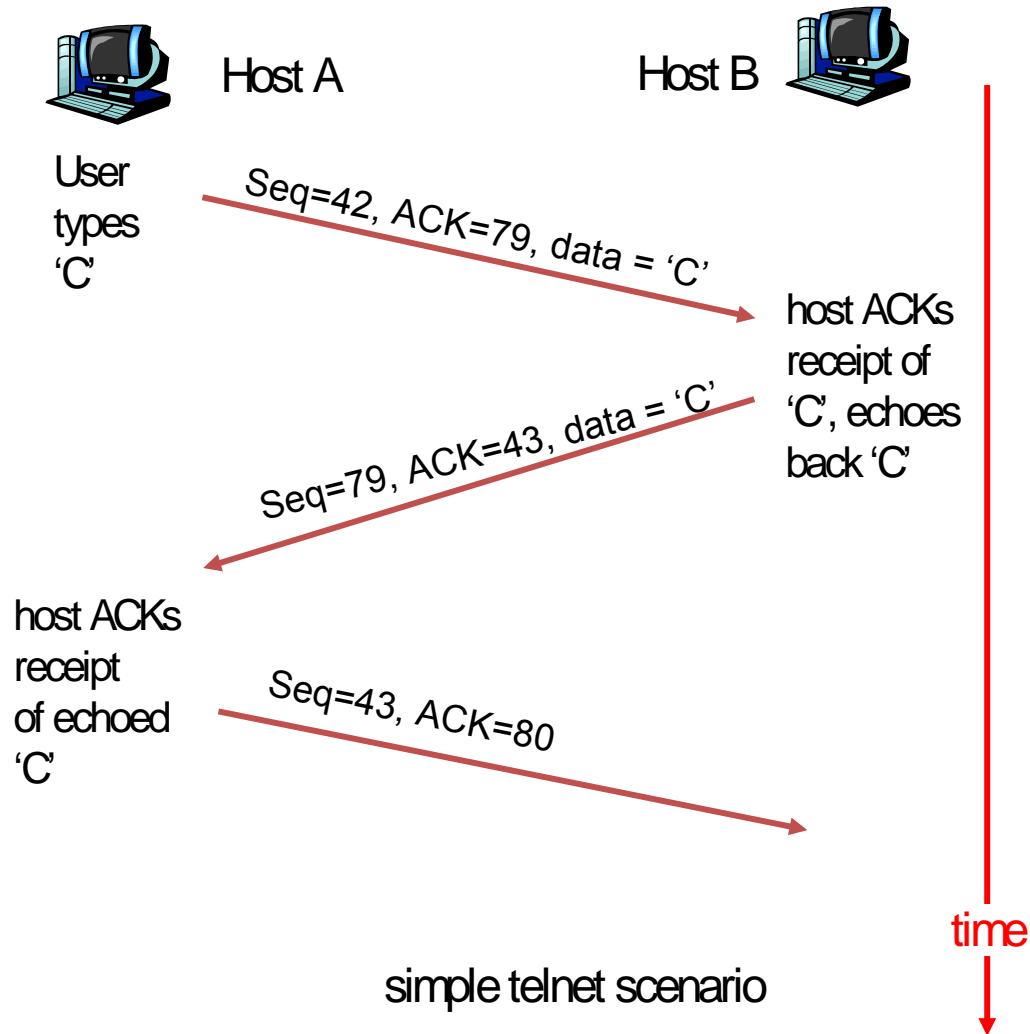 Host A
Host B
User
types
‘C’
Seq=42, ACK=79, data = ‘C’
host ACKs
receipt of
‘C’, echoes
back ‘C’
Seq=79, ACK=43, data = ‘C’
host ACKs
receipt
of echoed
‘C’
Seq=43, ACK=80
time
simple telnet scenario